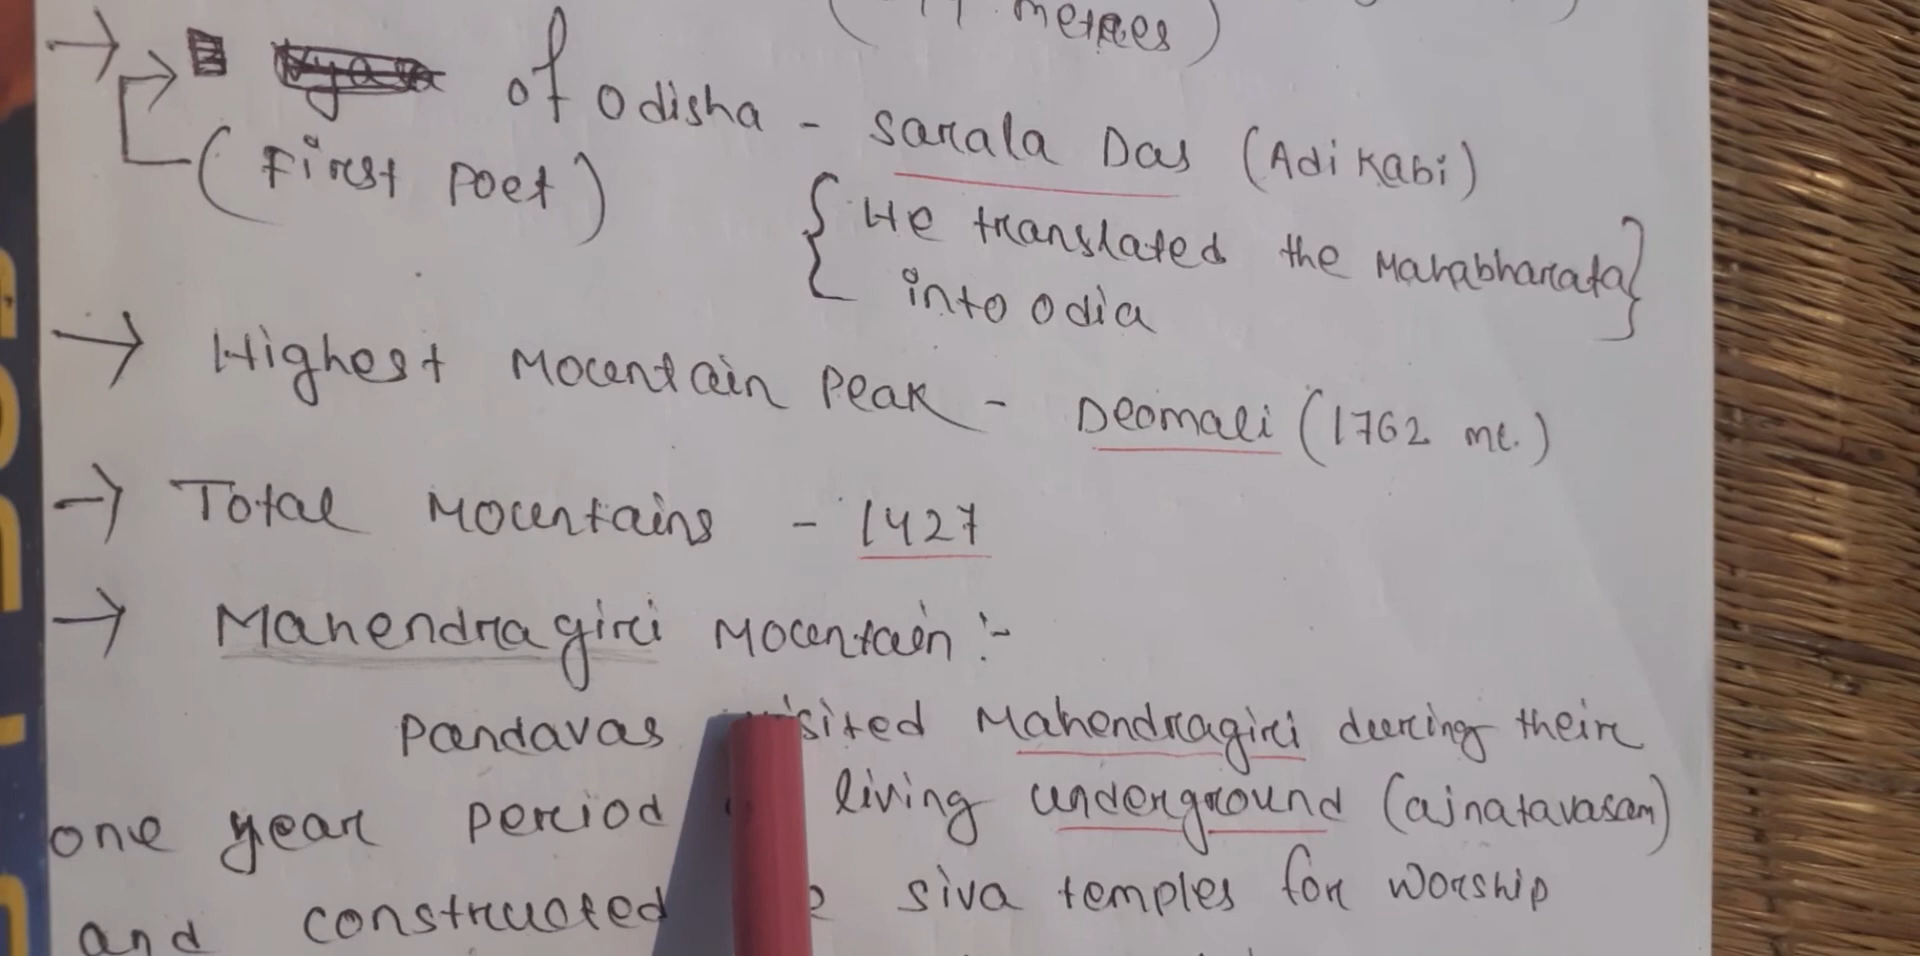 metres)
→ of Odisha - Sarala Das (Adi Kabi)
(First Poet)
{He translated the Mahabharata}
into Odia
→ Highest Mountain Peak - Deomali (1762 mt.)
→ Total Mountains - 1427
→ Mahendragiri Mountain :-
Pandavas visited Mahendragiri during their
one year period living underground (ajnatavasam)
and constructed siva temples for worship